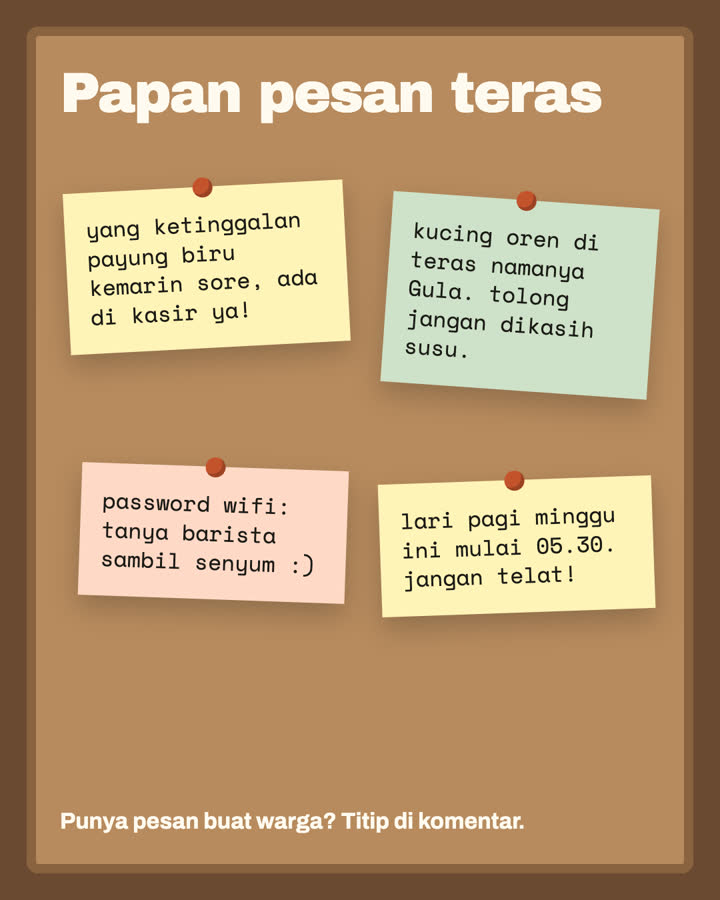 Papan pesan teras
yang ketinggalan
payung biru
kemarin sore, ada
di kasir ya!
kucing oren di
teras namanya
Gula. tolong
jangan dikasih
susu.
password wifi:
tanya barista
sambil senyum :)
lari pagi minggu
ini mulai 05.30.
jangan telat!
Punya pesan buat warga? Titip di komentar.